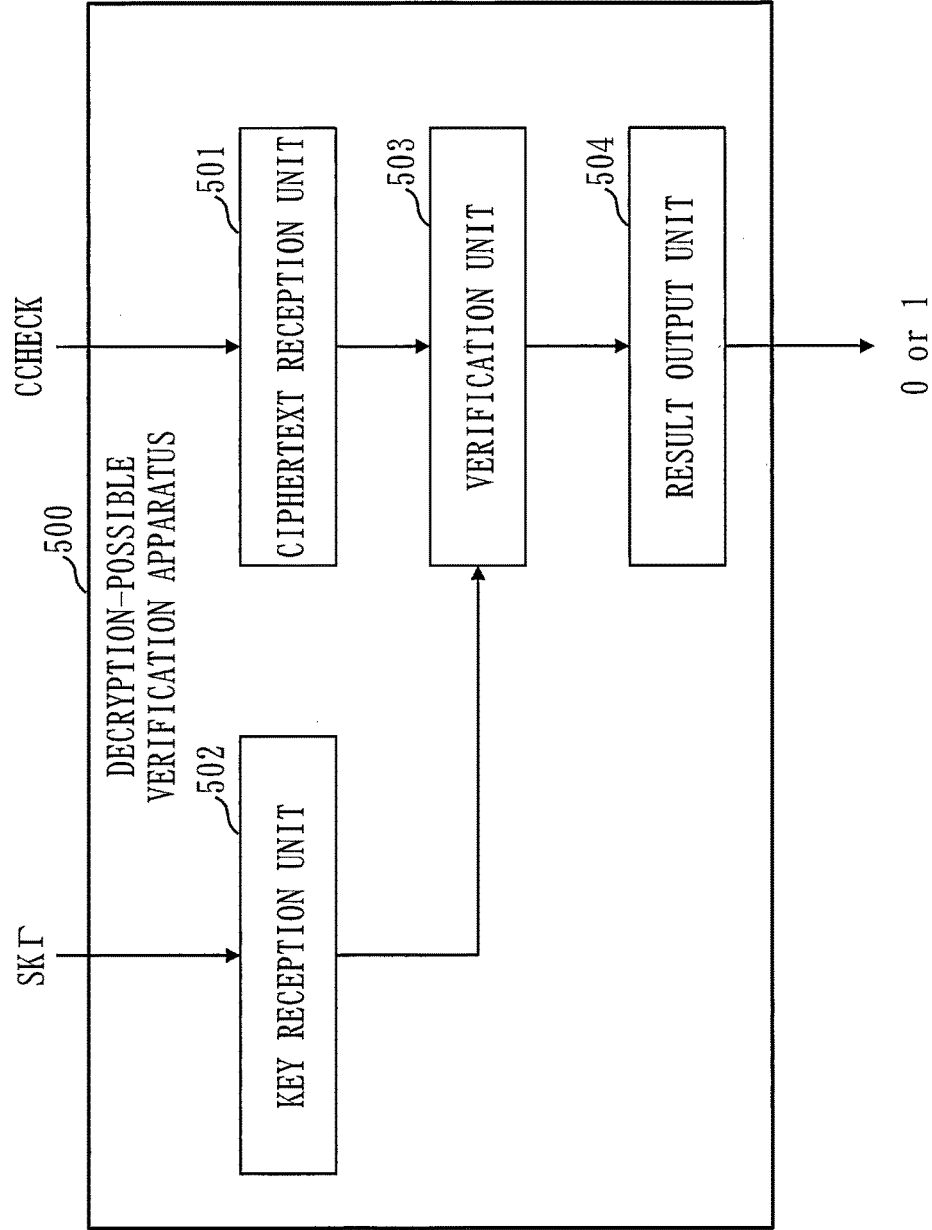 500
DECRYPTION-POSSIBLE
VERIFICATION APPARATUS
SKΓ
CCHECK
502
KEY RECEPTION UNIT
501
CIPHERTEXT RECEPTION UNIT
503
VERIFICATION UNIT
504
RESULT OUTPUT UNIT
0 or 1